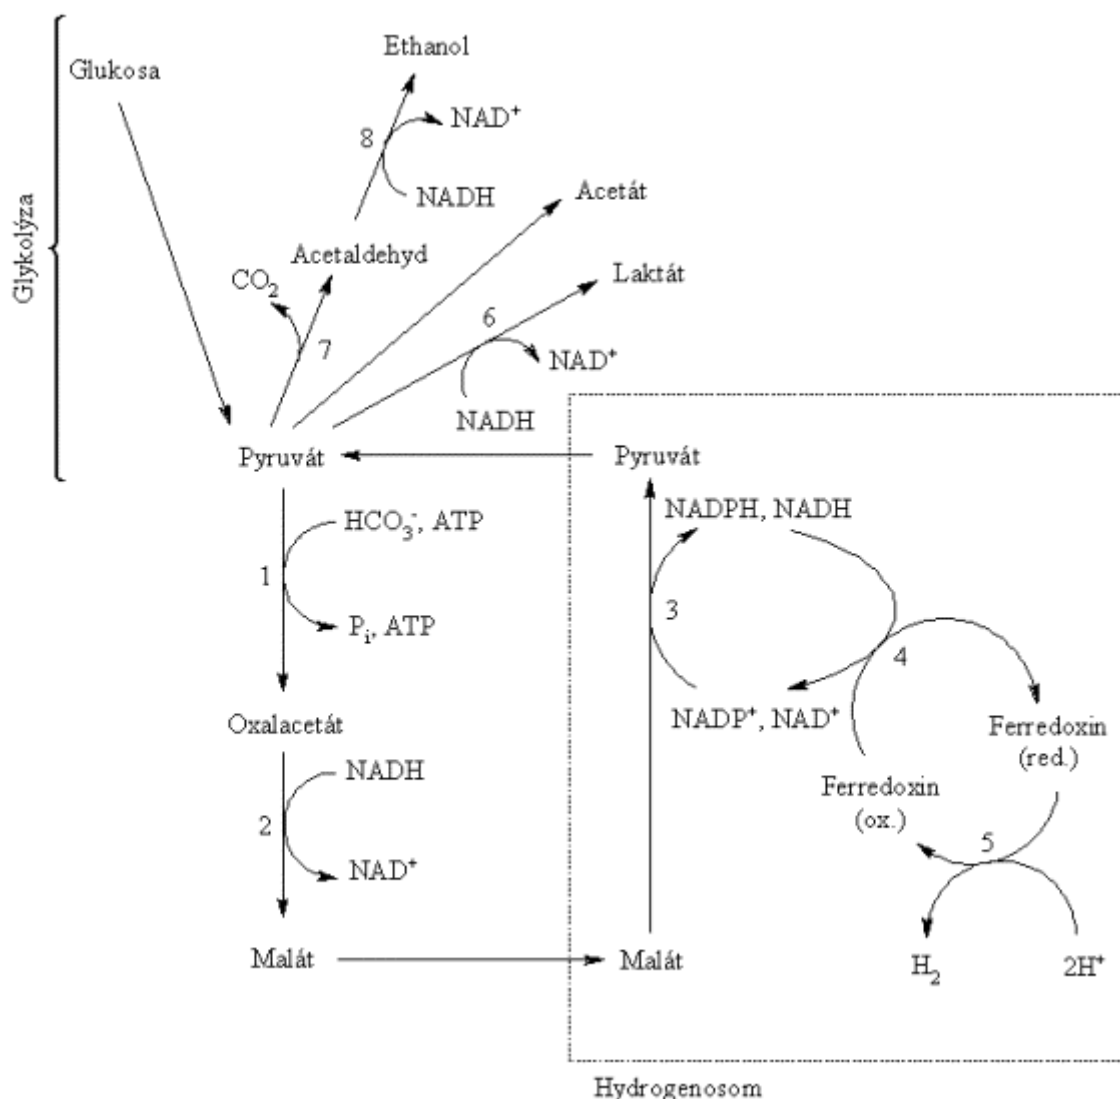 Glukosa
Ethanol
NAD⁺
8
NADH
Acetát
Glykolýza
Acetaldehyd
CO₂
Laktát
6
7
NAD⁺
NADH
Pyruvát
Pyruvát
HCO₃⁻, ATP
NADPH, NADH
1
3
Pᵢ, ATP
4
NADP⁺, NAD⁺
Oxalacetát
Ferredoxin
(red.)
NADH
Ferredoxin
(ox.)
2
5
NAD⁺
Malát
Malát
H₂
2H⁺
Hydrogenosom